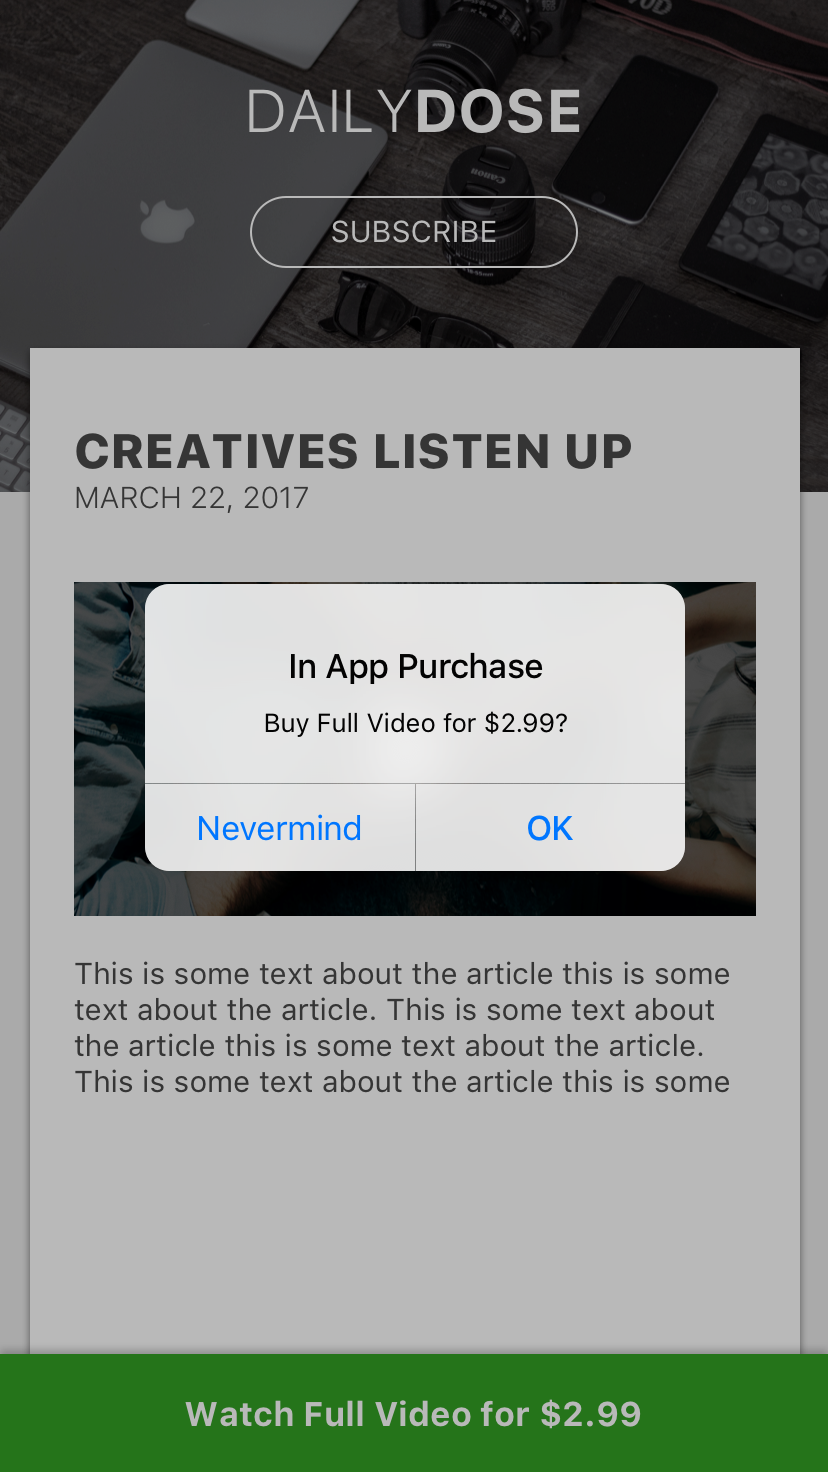 DAILYDOSE
Canon
SUBSCRIBE
CREATIVES LISTEN UP
MARCH 22, 2017
In App Purchase
Buy Full Video for $2.99?
Nevermind
OK
This is some text about the article this is some
text about the article. This is some text about
the article this is some text about the article.
This is some text about the article this is some
Watch Full Video for $2.99